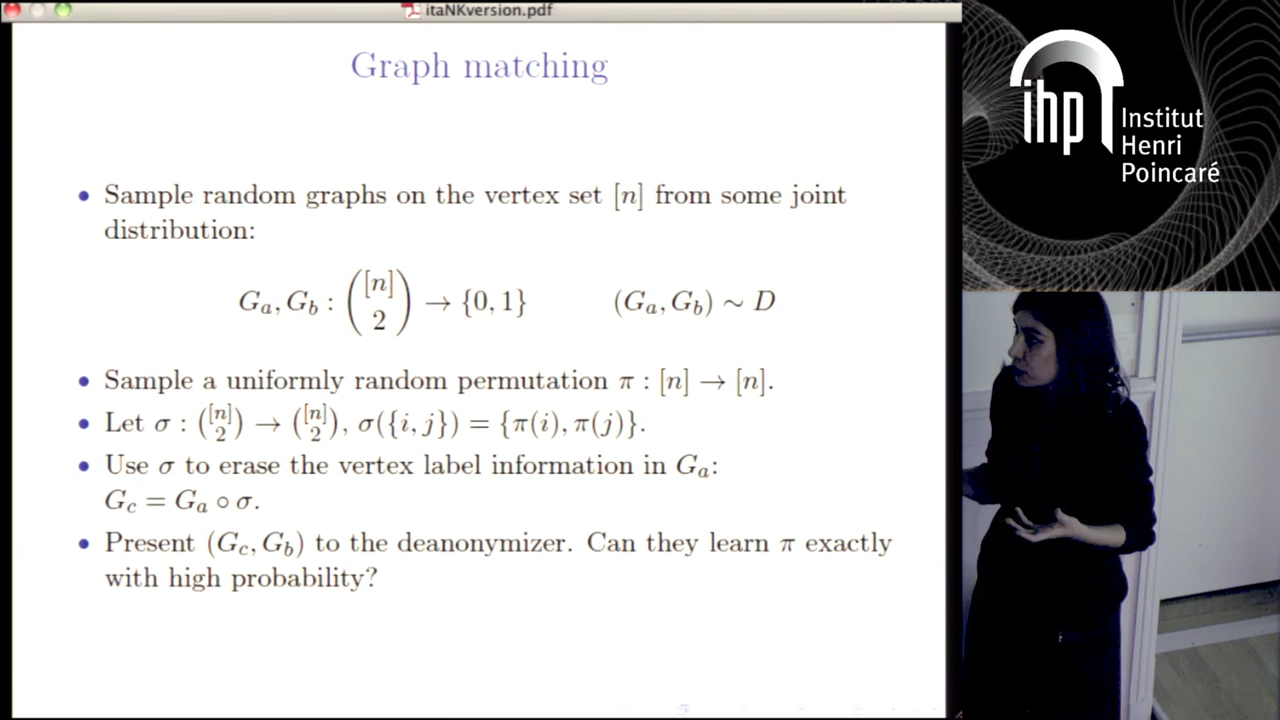 itaNKversion.pdf
Graph matching
• Sample random graphs on the vertex set [n] from some joint
distribution:
G_a, G_b : \binom{[n]}{2} → {0, 1}     (G_a, G_b) ∼ D
• Sample a uniformly random permutation π : [n] → [n].
• Let σ : \binom{[n]}{2} → \binom{[n]}{2}, σ({i, j}) = {π(i), π(j)}.
• Use σ to erase the vertex label information in G_a:
G_c = G_a ∘ σ.
• Present (G_c, G_b) to the deanonymizer. Can they learn π exactly
with high probability?
ihp
Institut
Henri
Poincaré